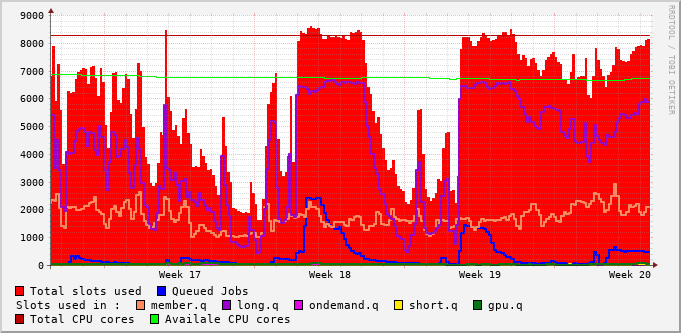 RRDTOOL / TOBI OETIKER
9000
8000
7000
6000
5000
4000
3000
2000
1000
0
Week 17 Week 18 Week 19 Week 20
Total slots used Queued Jobs
Slots used in : member.q long.q ondemand.q short.q gpu.q
Total CPU cores Availale CPU cores